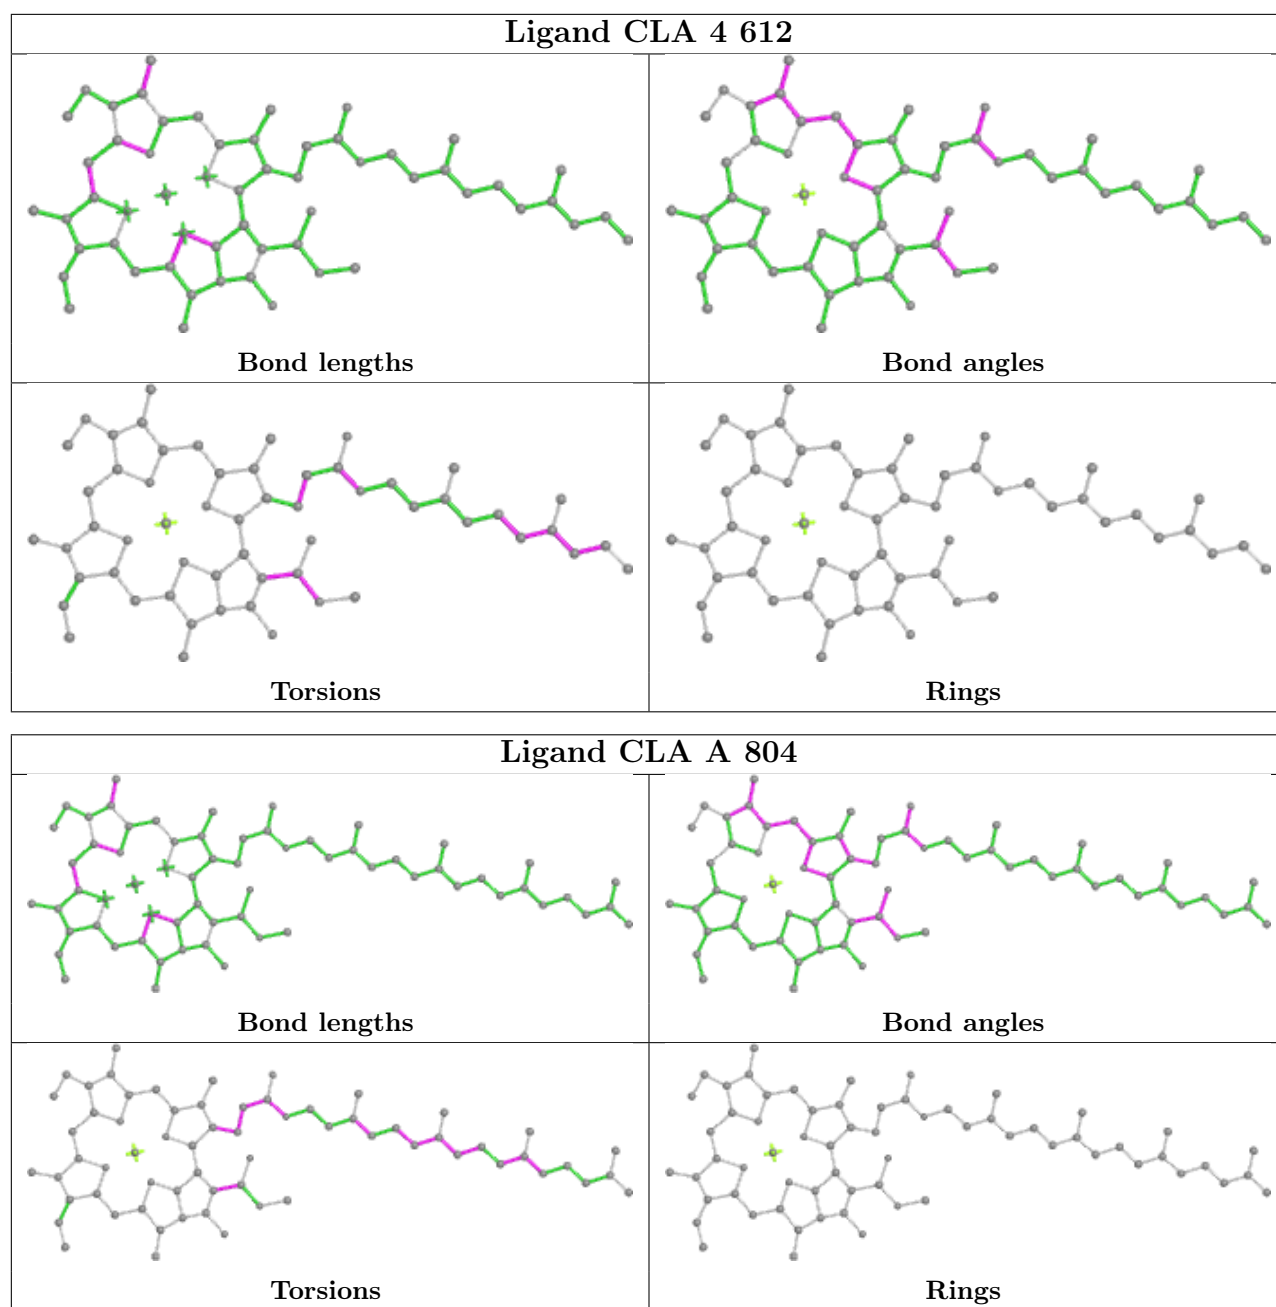 Ligand CLA 4 612
Bond lengths
Bond angles
Torsions
Rings
Ligand CLA A 804
Bond lengths
Bond angles
Torsions
Rings